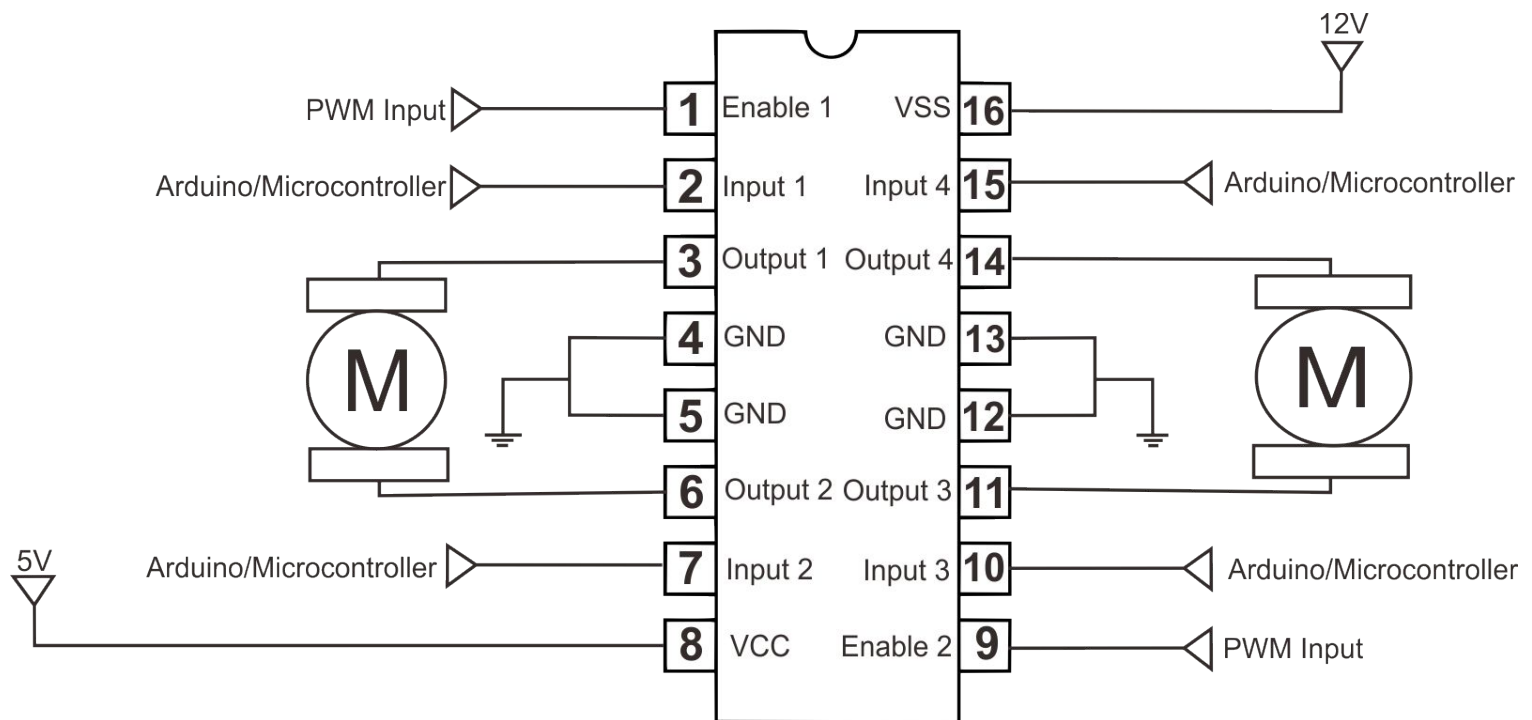 12V
PWM Input 1 Enable 1 VSS 16
Arduino/Microcontroller 2 Input 1 Input 4 15 Arduino/Microcontroller
3 Output 1 Output 4 14
4 GND GND 13
M M
5 GND GND 12
6 Output 2 Output 3 11
5V
Arduino/Microcontroller 7 Input 2 Input 3 10 Arduino/Microcontroller
8 VCC Enable 2 9 PWM Input